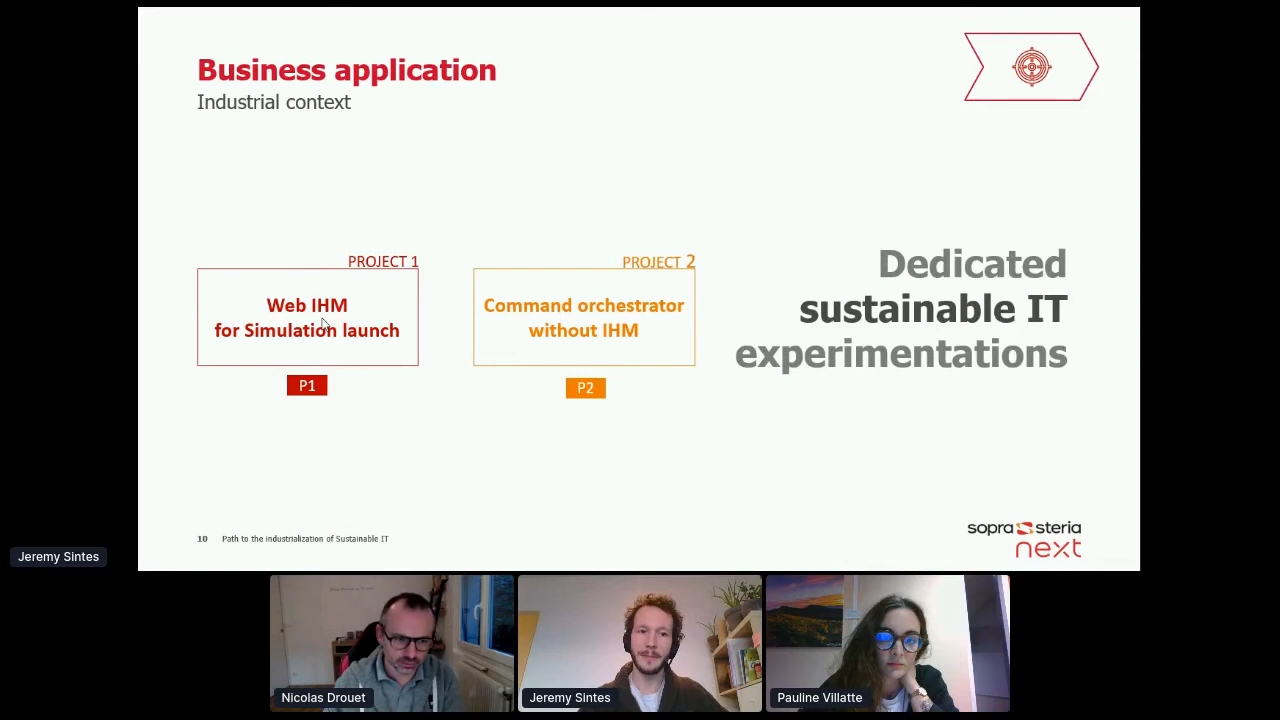 Business application
Industrial context
PROJECT 1
Web IHM
for Simulation launch
P1
PROJECT 2
Command orchestrator
without IHM
P2
Dedicated
sustainable IT
experimentations
10 Path to the industrialization of Sustainable IT
sopra steria
next
Jeremy Sintes
Nicolas Drouet
Jeremy Sintes
Pauline Villatte